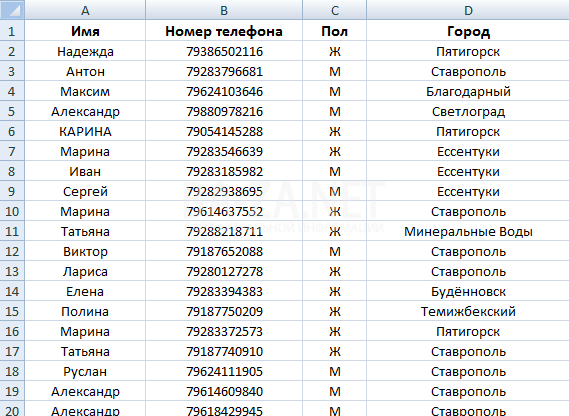 A B C D
1 Имя Номер телефона Пол Город
2 Надежда 79386502116 Ж Пятигорск
3 Антон 79283796681 М Ставрополь
4 Максим 79624103646 М Благодарный
5 Александр 79880978216 М Светлоград
6 КАРИНА 79054145288 Ж Пятигорск
7 Марина 79283546639 Ж Ессентуки
8 Иван 79283185982 М Ессентуки
9 Сергей 79282938695 М Ессентуки
10 Марина 79614637552 Ж Ставрополь
11 Татьяна 79288218711 Ж Минеральные Воды
12 Виктор 79187652088 М Ставрополь
13 Лариса 79280127278 Ж Ставрополь
14 Елена 79283394383 Ж Будённовск
15 Полина 79187750209 Ж Темижбекский
16 Марина 79283372573 Ж Пятигорск
17 Татьяна 79187740910 Ж Ставрополь
18 Руслан 79624111905 М Ставрополь
19 Александр 79614609840 М Ставрополь
20 Александр 79618429945 М Ставрополь